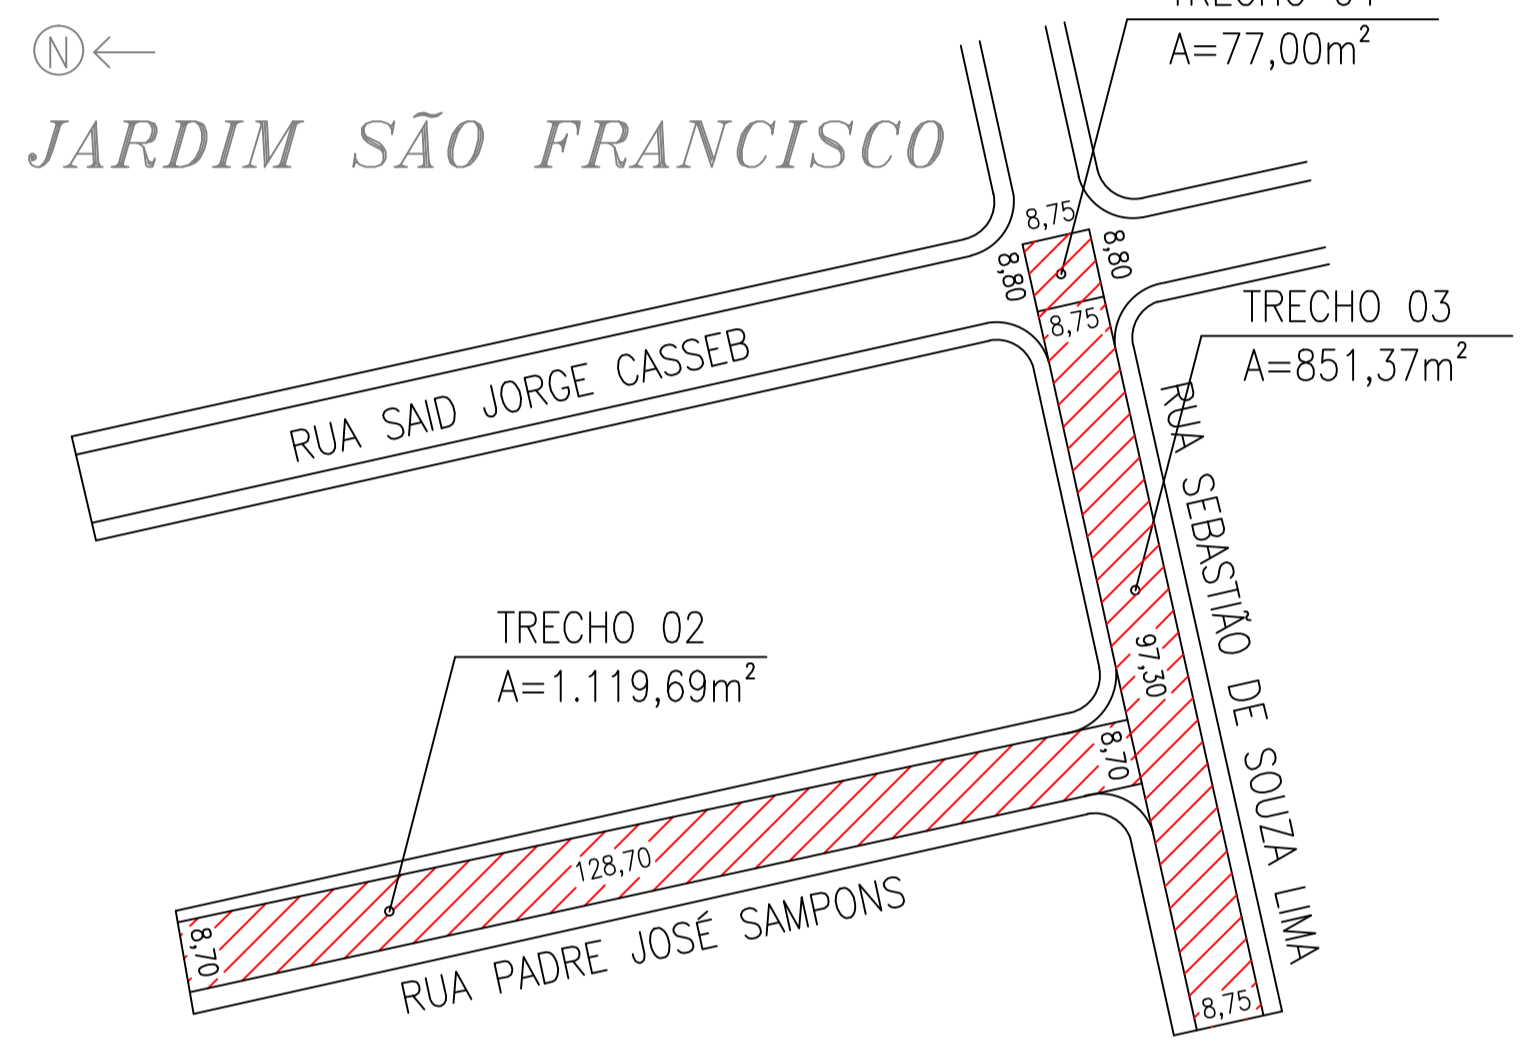 N
A=77,00m²
JARDIM SÃO FRANCISCO
8,75
8,80
8,80
8,75
TRECHO 03
A=851,37m²
RUA SAID JORGE CASSEB
RUA SEBASTIÃO DE SOUZA LIMA
TRECHO 02
A=1.119,69m²
97,30
8,70
128,70
8,70
RUA PADRE JOSÉ SAMPONS
8,75